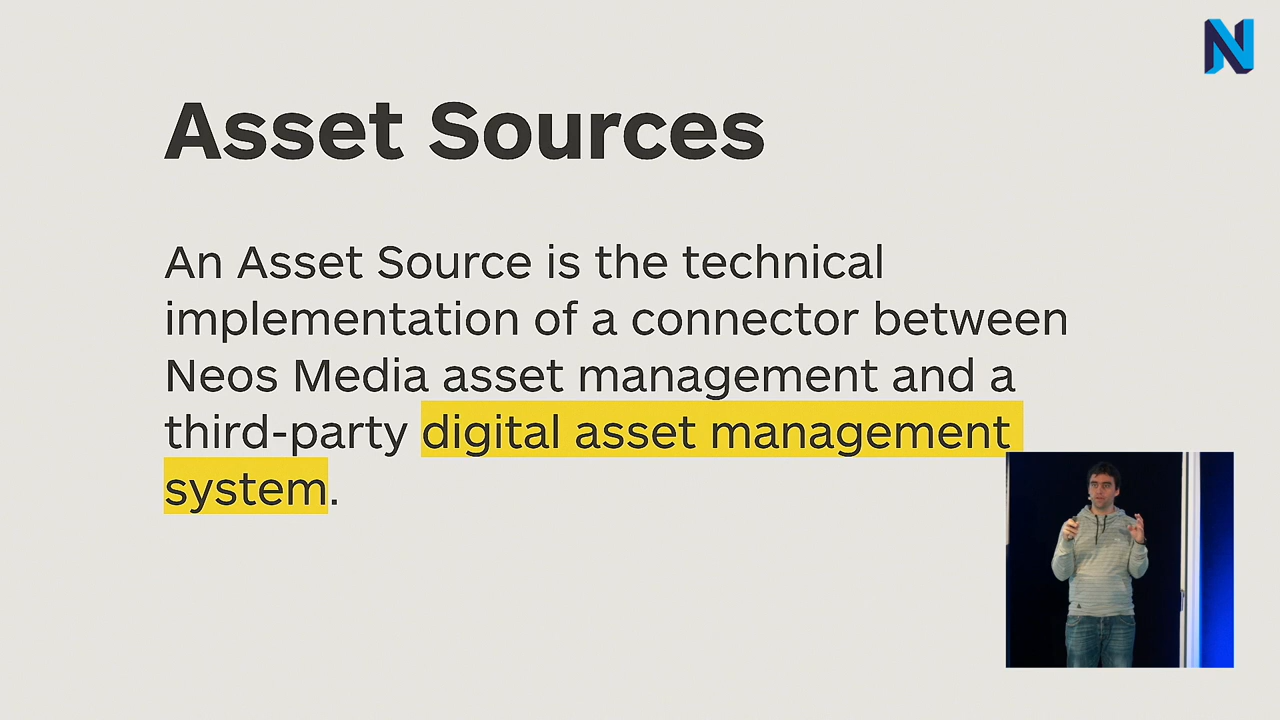 Asset Sources
An Asset Source is the technical
implementation of a connector between
Neos Media asset management and a
third-party digital asset management
system.